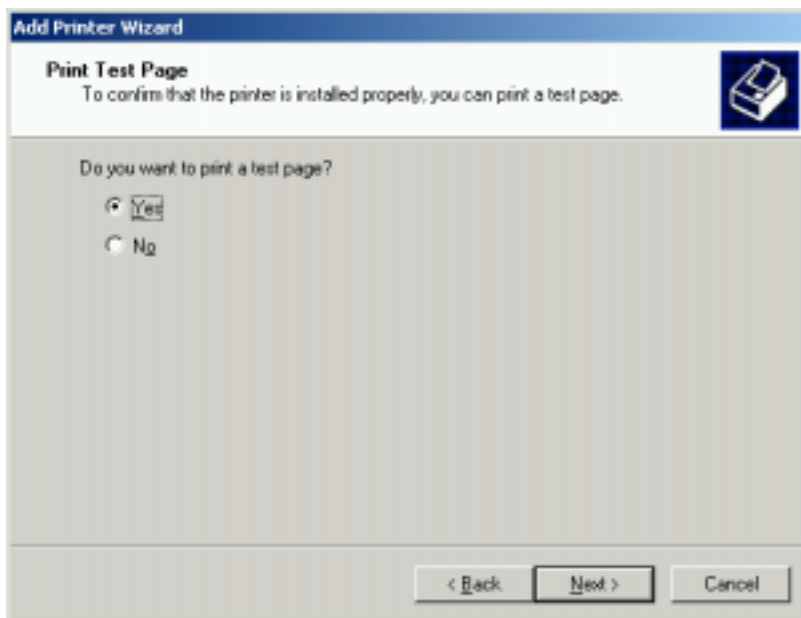 Add Printer Wizard
Print Test Page
To confirm that the printer is installed properly, you can print a test page.
Do you want to print a test page?
Yes
No
< Back
Next >
Cancel